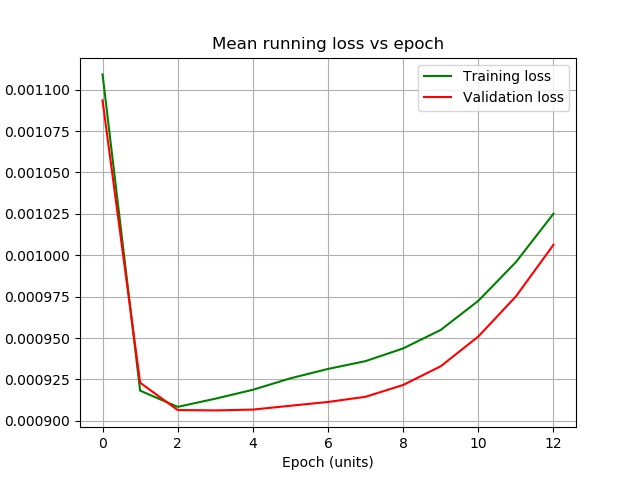 Mean running loss vs epoch
Training loss
Validation loss
0.001100
0.001075
0.001050
0.001025
0.001000
0.000975
0.000950
0.000925
0.000900
0 2 4 6 8 10 12
Epoch (units)